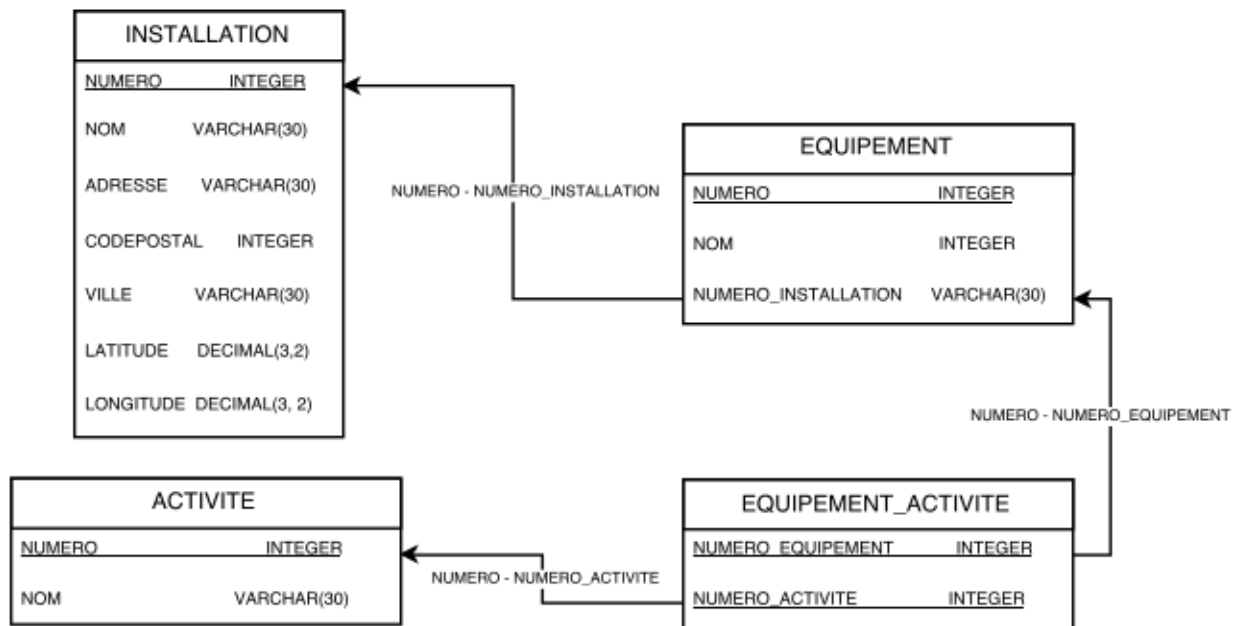 INSTALLATION
NUMERO INTEGER
NOM VARCHAR(30)
ADRESSE VARCHAR(30)
CODEPOSTAL INTEGER
VILLE VARCHAR(30)
LATITUDE DECIMAL(3,2)
LONGITUDE DECIMAL(3, 2)
NUMERO - NUMERO_INSTALLATION
EQUIPEMENT
NUMERO INTEGER
NOM INTEGER
NUMERO_INSTALLATION VARCHAR(30)
NUMERO - NUMERO_EQUIPEMENT
ACTIVITE
NUMERO INTEGER
NOM VARCHAR(30)
NUMERO - NUMERO_ACTIVITE
EQUIPEMENT_ACTIVITE
NUMERO_EQUIPEMENT INTEGER
NUMERO_ACTIVITE INTEGER